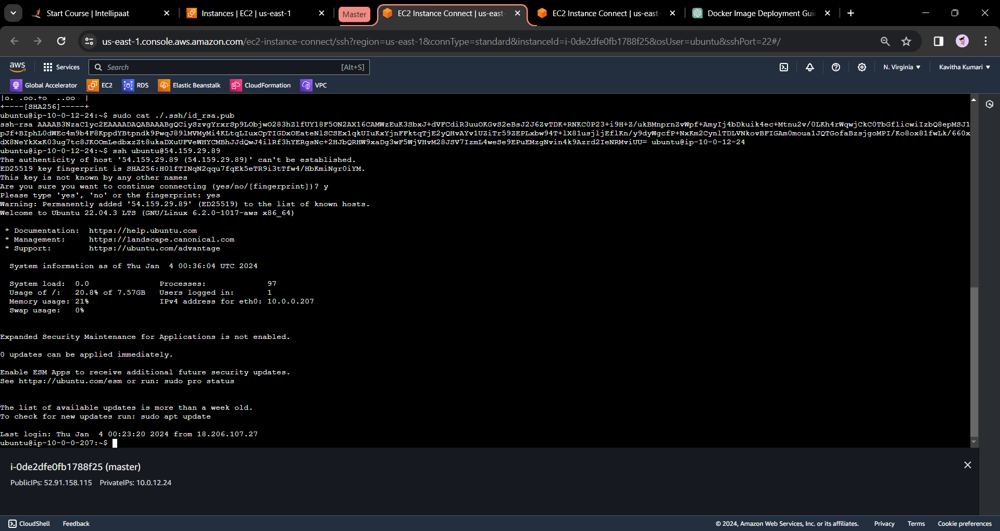 Start Course | Intellipaat
Instances | EC2 | us-east-1
Master
EC2 Instance Connect | us-east-
EC2 Instance Connect | us-east-
Docker Image Deployment Gui
us-east-1.console.aws.amazon.com/ec2-instance-connect/ssh?region=us-east-1&connType=standard&instanceId=i-0de2dfe0fb1788f25&osUser=ubuntu&sshPort=22#/
aws
Services
Search
[Alt+S]
N. Virginia
Kavitha Kumari
Global Accelerator
EC2
RDS
Elastic Beanstalk
CloudFormation
VPC
|o. .oo.+o  ..oo  |
+----[SHA256]-----+
ubuntu@ip-10-0-12-24:~$ sudo cat ./.ssh/id_rsa.pub
ssh-rsa
ubuntu@ip-10-0-12-24
ubuntu@ip-10-0-12-24:~$ ssh ubuntu@54.159.29.89
The authenticity of host '54.159.29.89 (54.159.29.89)' can't be established.
ED25519 key fingerprint is SHA256:H0lfTINqN2qqu7fqEk5eTR9i3tTfw4/HbKmiNgr0iYM.
This key is not known by any other names
Are you sure you want to continue connecting (yes/no/[fingerprint])? y
Please type 'yes', 'no' or the fingerprint: yes
Warning: Permanently added '54.159.29.89' (ED25519) to the list of known hosts.
Welcome to Ubuntu 22.04.3 LTS (GNU/Linux 6.2.0-1017-aws x86_64)
* Documentation:  https://help.ubuntu.com
* Management:     https://landscape.canonical.com
* Support:        https://ubuntu.com/advantage
System information as of Thu Jan  4 00:36:04 UTC 2024
System load:  0.0               Processes:             97
Usage of /:   20.8% of 7.57GB   Users logged in:       1
Memory usage: 21%               IPv4 address for eth0: 10.0.0.207
Swap usage:   0%
Expanded Security Maintenance for Applications is not enabled.
0 updates can be applied immediately.
Enable ESM Apps to receive additional future security updates.
See https://ubuntu.com/esm or run: sudo pro status
The list of available updates is more than a week old.
To check for new updates run: sudo apt update
Last login: Thu Jan  4 00:23:20 2024 from 18.206.107.27
ubuntu@ip-10-0-0-207:~$
i-0de2dfe0fb1788f25 (master)
PublicIPs: 52.91.158.115    PrivateIPs: 10.0.12.24
CloudShell
Feedback
© 2024, Amazon Web Services, Inc. or its affiliates.
Privacy
Terms
Cookie preferences